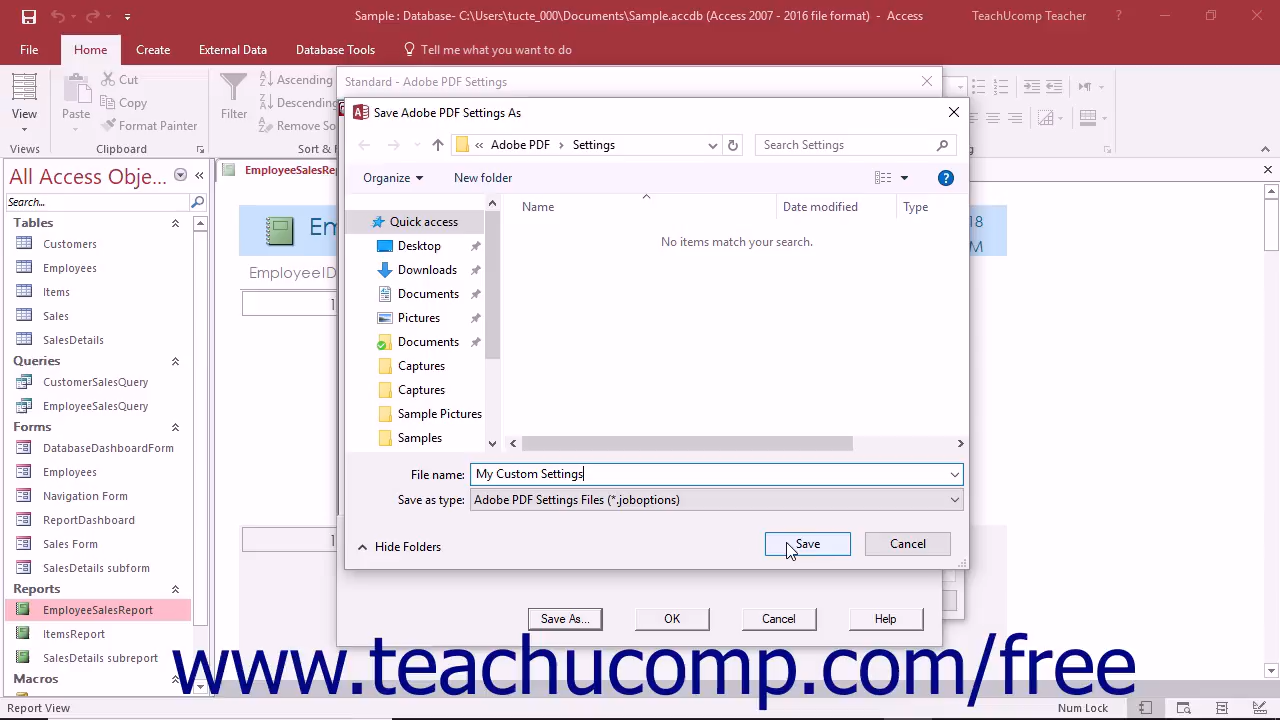 Sample : Database- C:\Users\tucte_000\Documents\Sample.accdb (Access 2007 - 2016 file format) - Access
TeachUcomp Teacher
?
File
Home
Create
External Data
Database Tools
Tell me what you want to do
View
Views
Paste
Cut
Copy
Format Painter
Clipboard
Filter
Ascending
Descending
Sort &
Standard - Adobe PDF Settings
Save Adobe PDF Settings As
« Adobe PDF › Settings
Search Settings
Organize
New folder
Name
Date modified
Type
No items match your search.
Quick access
Desktop
Downloads
Documents
Pictures
Documents
Captures
Captures
Sample Pictures
Samples
File name:
My Custom Settings
Save as type:
Adobe PDF Settings Files (*.joboptions)
Hide Folders
Save
Cancel
Save As...
OK
Cancel
Help
All Access Obje...
Search...
Tables
Customers
Employees
Items
Sales
SalesDetails
Queries
CustomerSalesQuery
EmployeeSalesQuery
Forms
DatabaseDashboardForm
Employees
Navigation Form
ReportDashboard
Sales Form
SalesDetails subform
Reports
EmployeeSalesReport
ItemsReport
SalesDetails subreport
Macros
EmployeeSalesRe
Em
18
M
EmployeeID
1
1
www.teachucomp.com/free
Report View
Num Lock